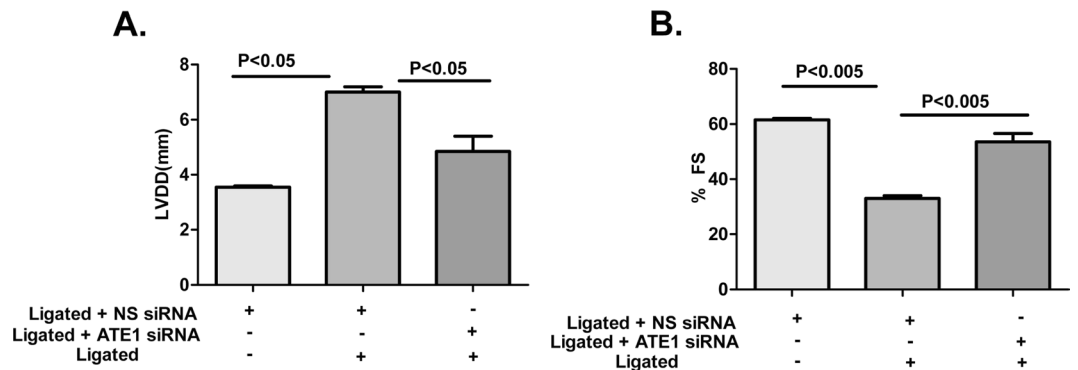 A.
P<0.05
P<0.05
8
6
4
2
0
LVDD(mm)
Ligated + NS siRNA + + -
Ligated + ATE1 siRNA - - +
Ligated - + +
B.
P<0.005
P<0.005
80
60
40
20
0
% FS
Ligated + NS siRNA + + -
Ligated + ATE1 siRNA - - +
Ligated - + +